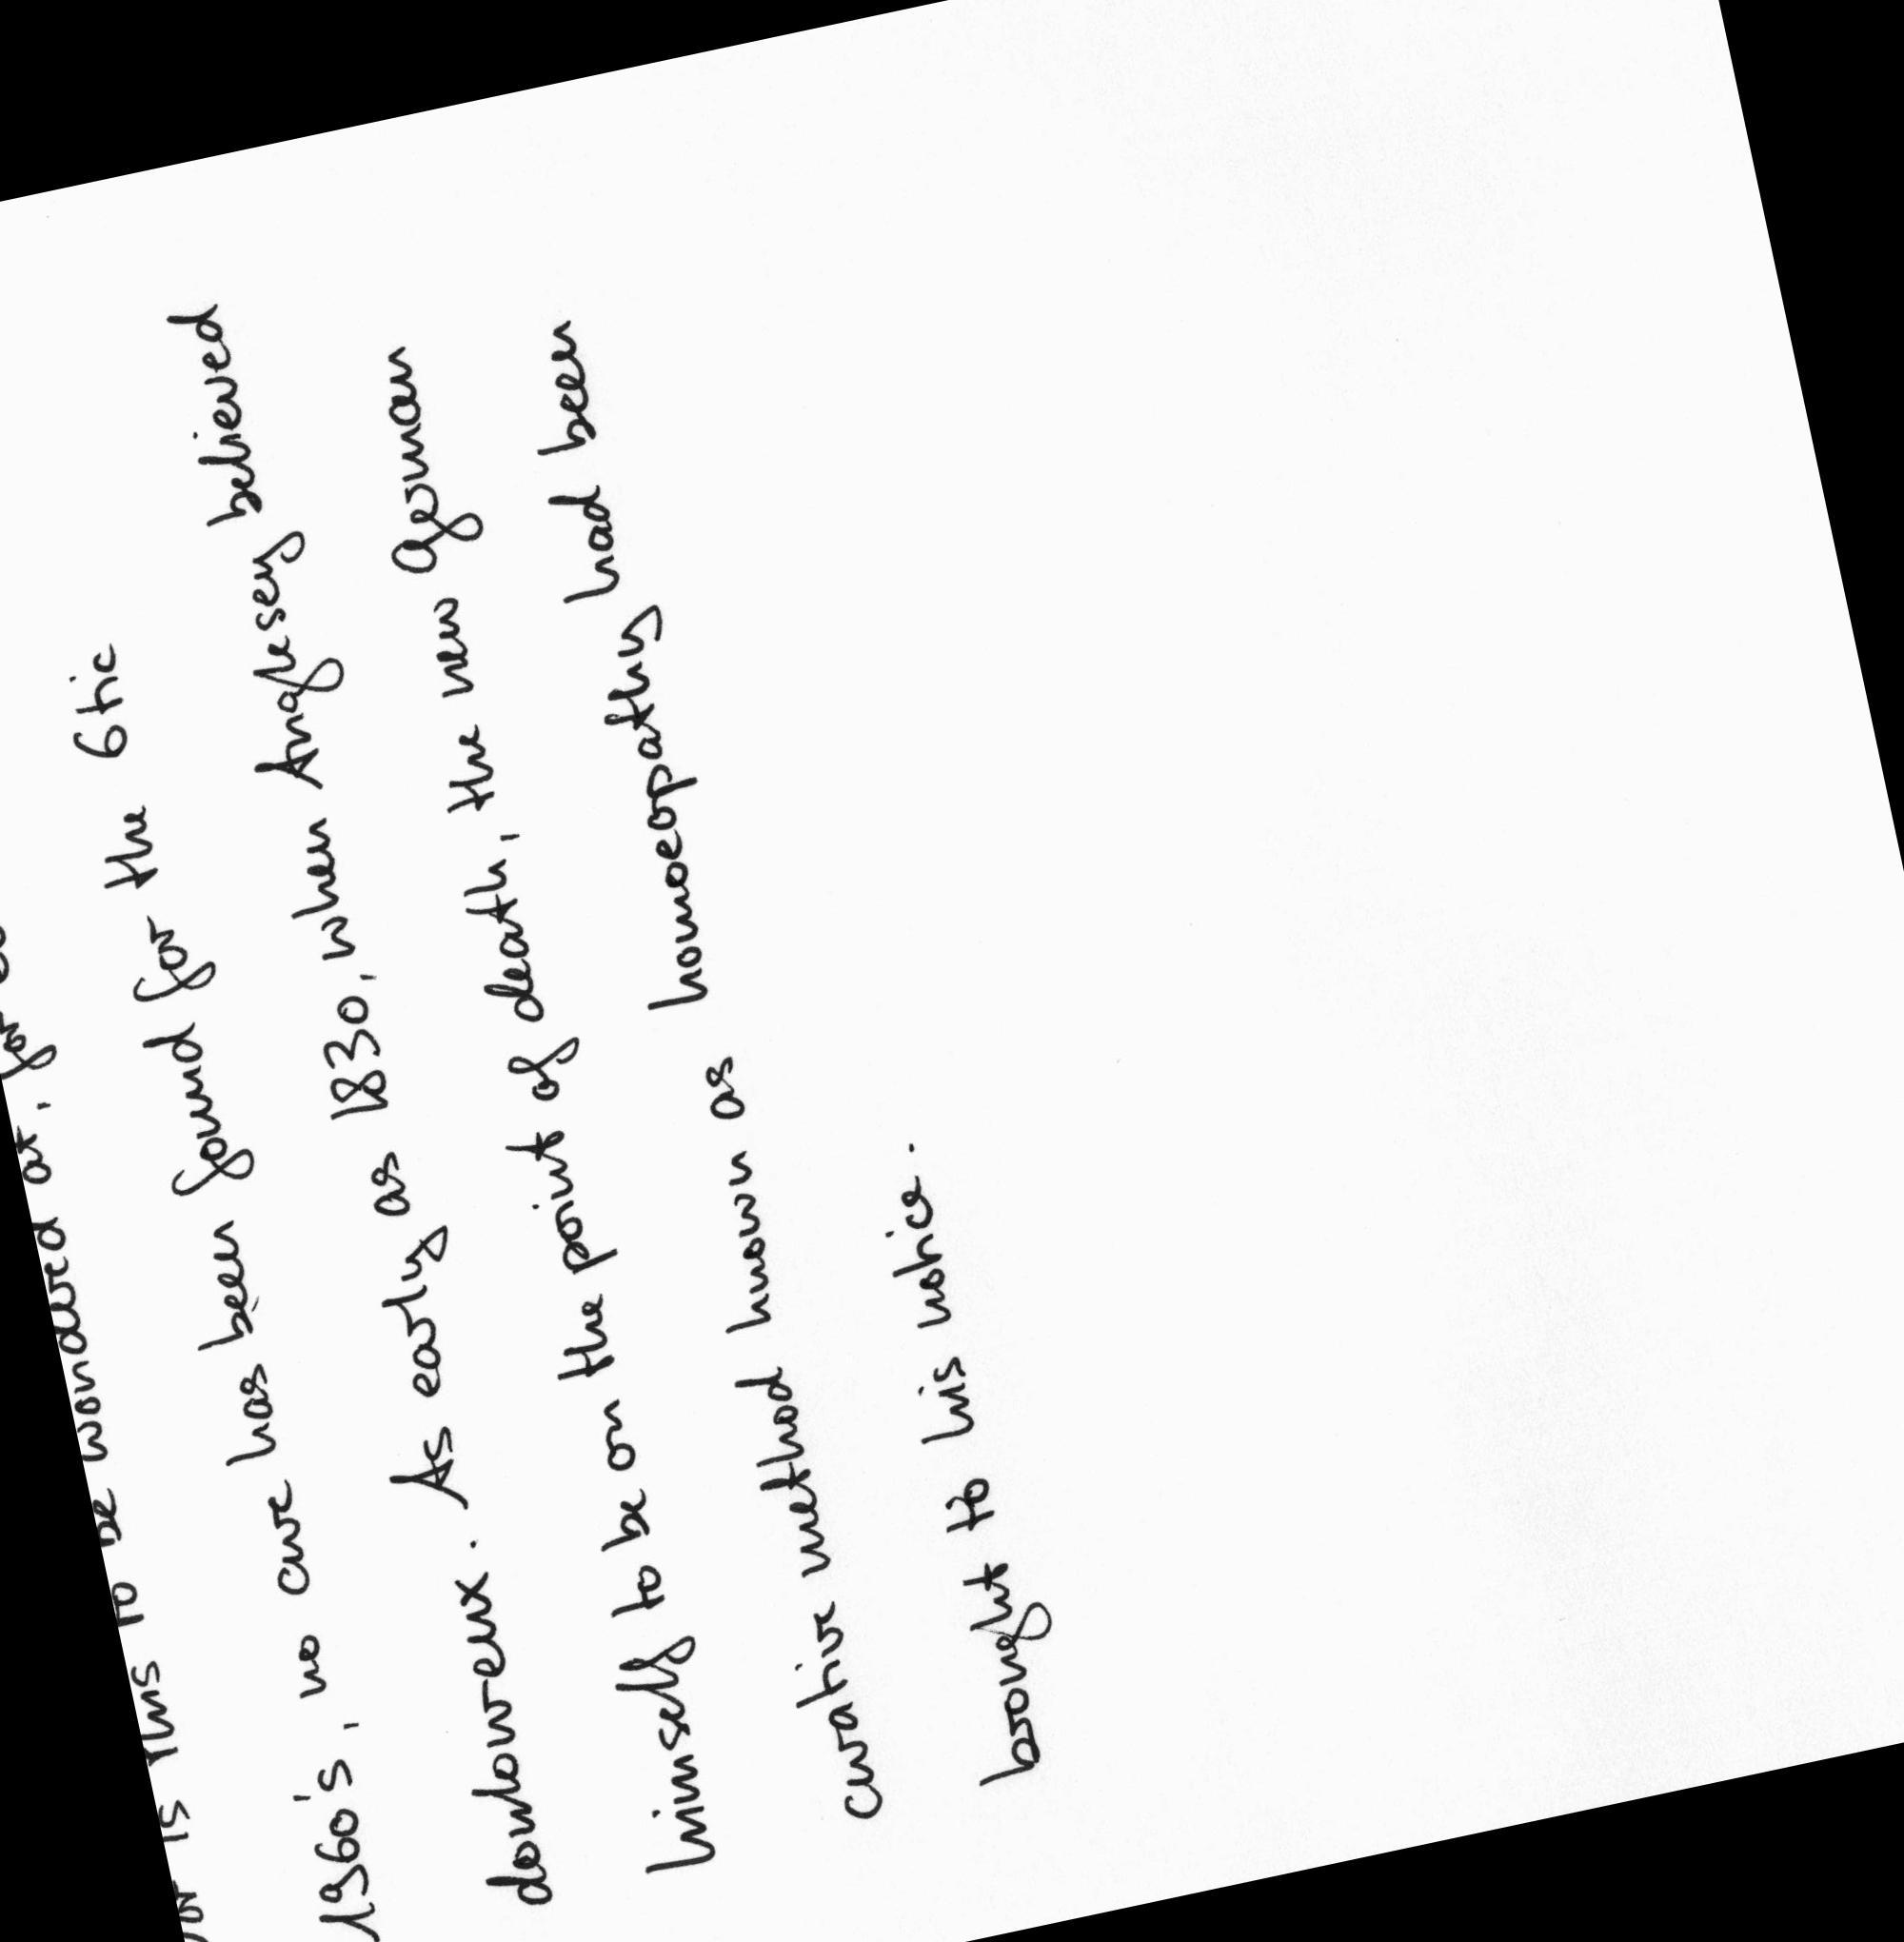 is this to be wondered at, for
1960's, no cure has been found for the 6tic
douloureux. As early as 1830, when Anglesey believed
himself to be on the point of death, the new German
curative method known as homoeopathy had been
brought to his notice.